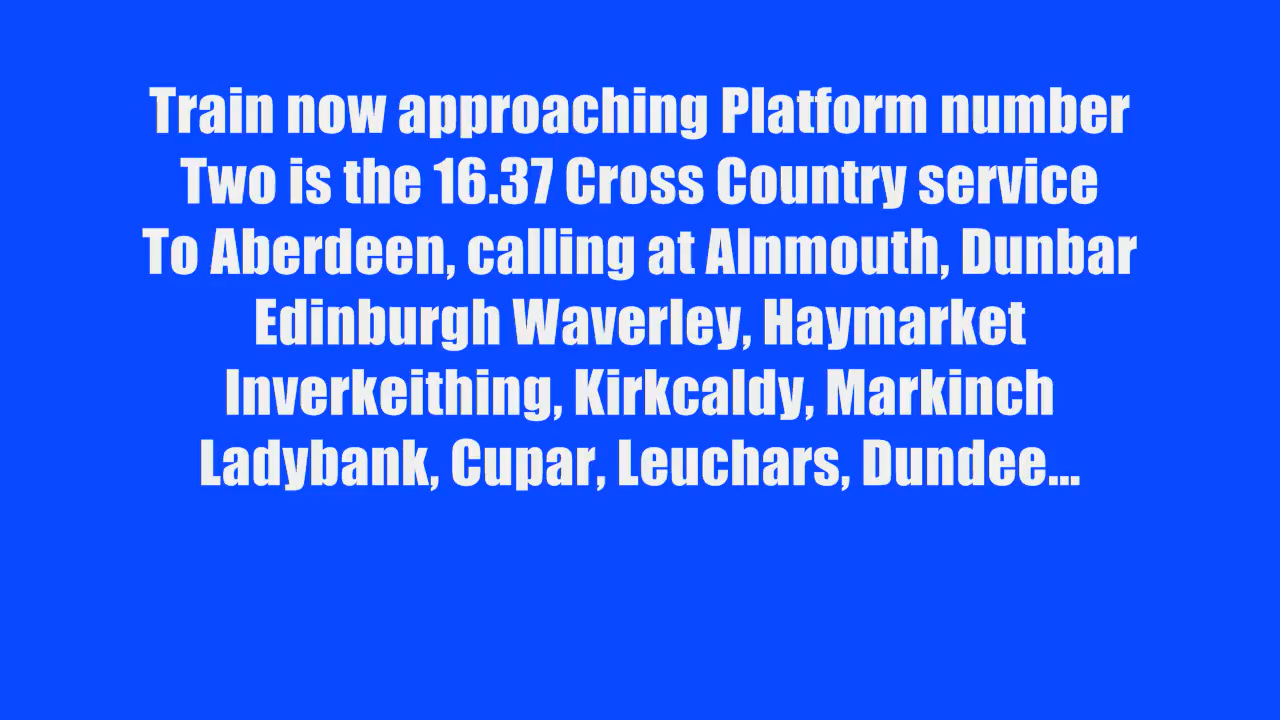 Train now approaching Platform number
Two is the 16.37 Cross Country service
To Aberdeen, calling at Alnmouth, Dunbar
Edinburgh Waverley, Haymarket
Inverkeithing, Kirkcaldy, Markinch
Ladybank, Cupar, Leuchars, Dundee...